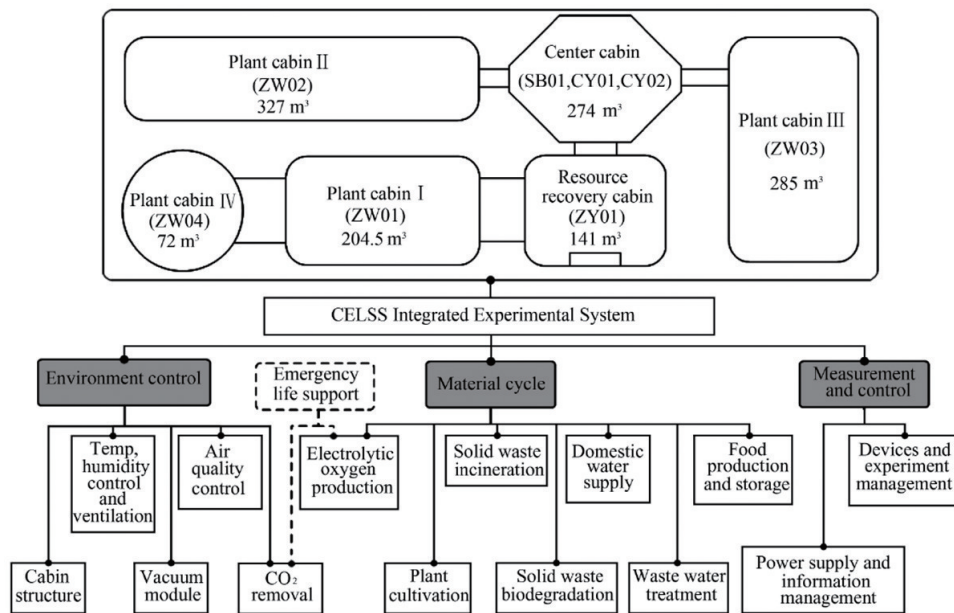 Plant cabin Ⅱ
(ZW02)
327 m³
Center cabin
(SB01,CY01,CY02)
274 m³
Plant cabin Ⅲ
(ZW03)
285 m³
Plant cabin Ⅳ
(ZW04)
72 m³
Plant cabin Ⅰ
(ZW01)
204.5 m³
Resource
recovery cabin
(ZY01)
141 m³
CELSS Integrated Experimental System
Environment control
Emergency
life support
Material cycle
Measurement
and control
Temp,
humidity control
and
ventilation
Air
quality
control
Electrolytic
oxygen
production
Solid waste
incineration
Domestic
water
supply
Food
production
and storage
Devices and
experiment
management
Cabin
structure
Vacuum
module
CO₂
removal
Plant
cultivation
Solid waste
biodegradation
Waste water
treatment
Power supply and
information
management